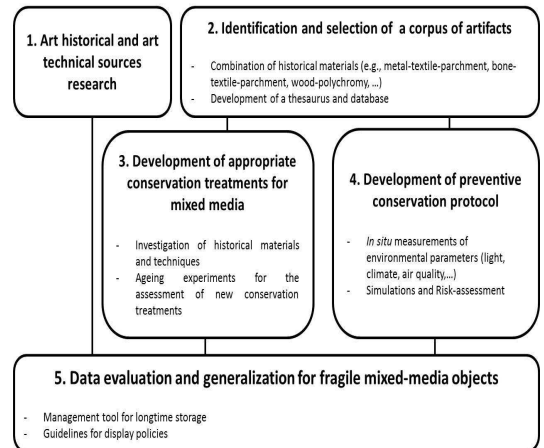 1. Art historical and art
technical sources
research
2. Identification and selection of a corpus of artifacts
- Combination of historical materials (e.g., metal-textile-parchment, bone-
textile-parchment, wood-polychromy, ...)
- Development of a thesaurus and database
3. Development of appropriate
conservation treatments for
mixed media
- Investigation of historical materials
and techniques
- Ageing experiments for the
assessment of new conservation
treatments
4. Development of preventive
conservation protocol
- In situ measurements of
environmental parameters (light,
climate, air quality,...)
- Simulations and Risk-assessment
5. Data evaluation and generalization for fragile mixed-media objects
- Management tool for longtime storage
- Guidelines for display policies